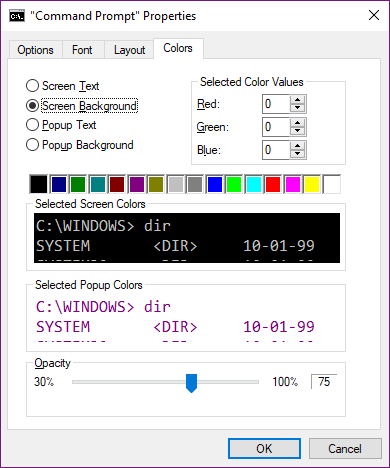 "Command Prompt" Properties
Options Font Layout Colors
Screen Text
Screen Background
Popup Text
Popup Background
Selected Color Values
Red: 0
Green: 0
Blue: 0
Selected Screen Colors
C:\WINDOWS> dir
SYSTEM <DIR> 10-01-99
Selected Popup Colors
C:\WINDOWS> dir
SYSTEM <DIR> 10-01-99
Opacity
30% 100% 75
OK Cancel